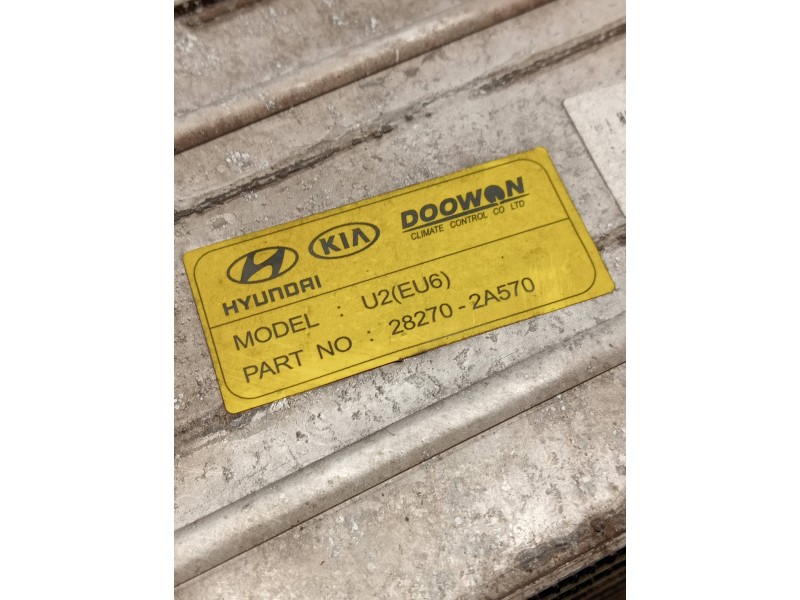 HYUNDAI
KIA
DOOWON
CLIMATE CONTROL CO LTD
MODEL : U2(EU6)
PART NO : 28270-2A570